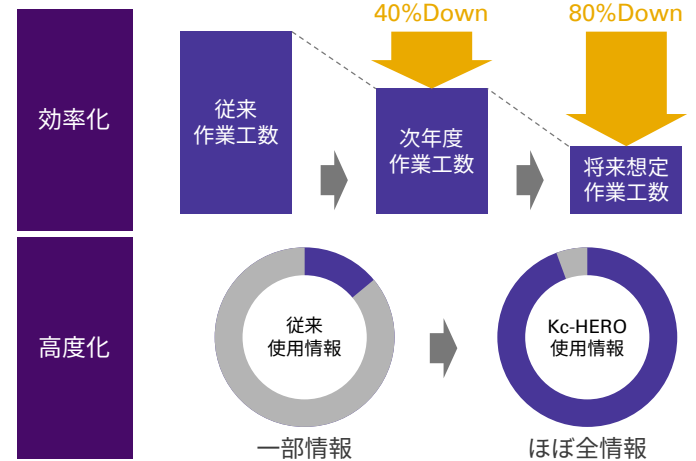 40%Down
80%Down
効率化
従来
作業工数
次年度
作業工数
将来想定
作業工数
高度化
従来
使用情報
Kc-HERO
使用情報
一部情報
ほぼ全情報